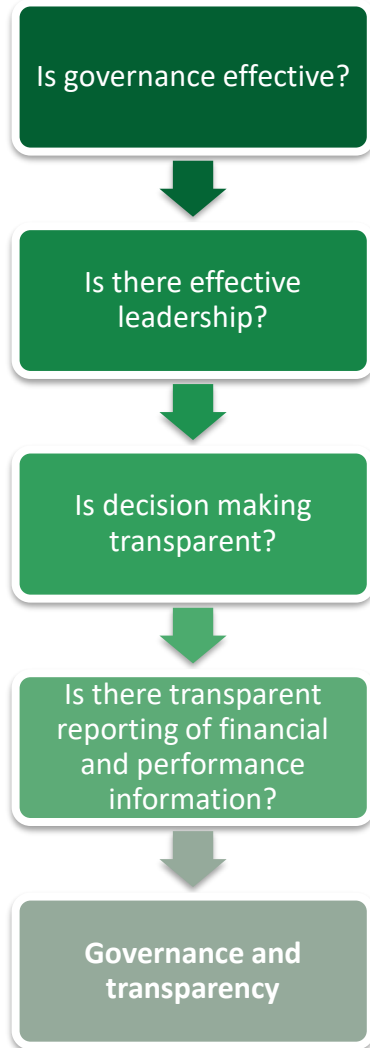 Is governance effective?
Is there effective
leadership?
Is decision making
transparent?
Is there transparent
reporting of financial
and performance
information?
Governance and
transparency